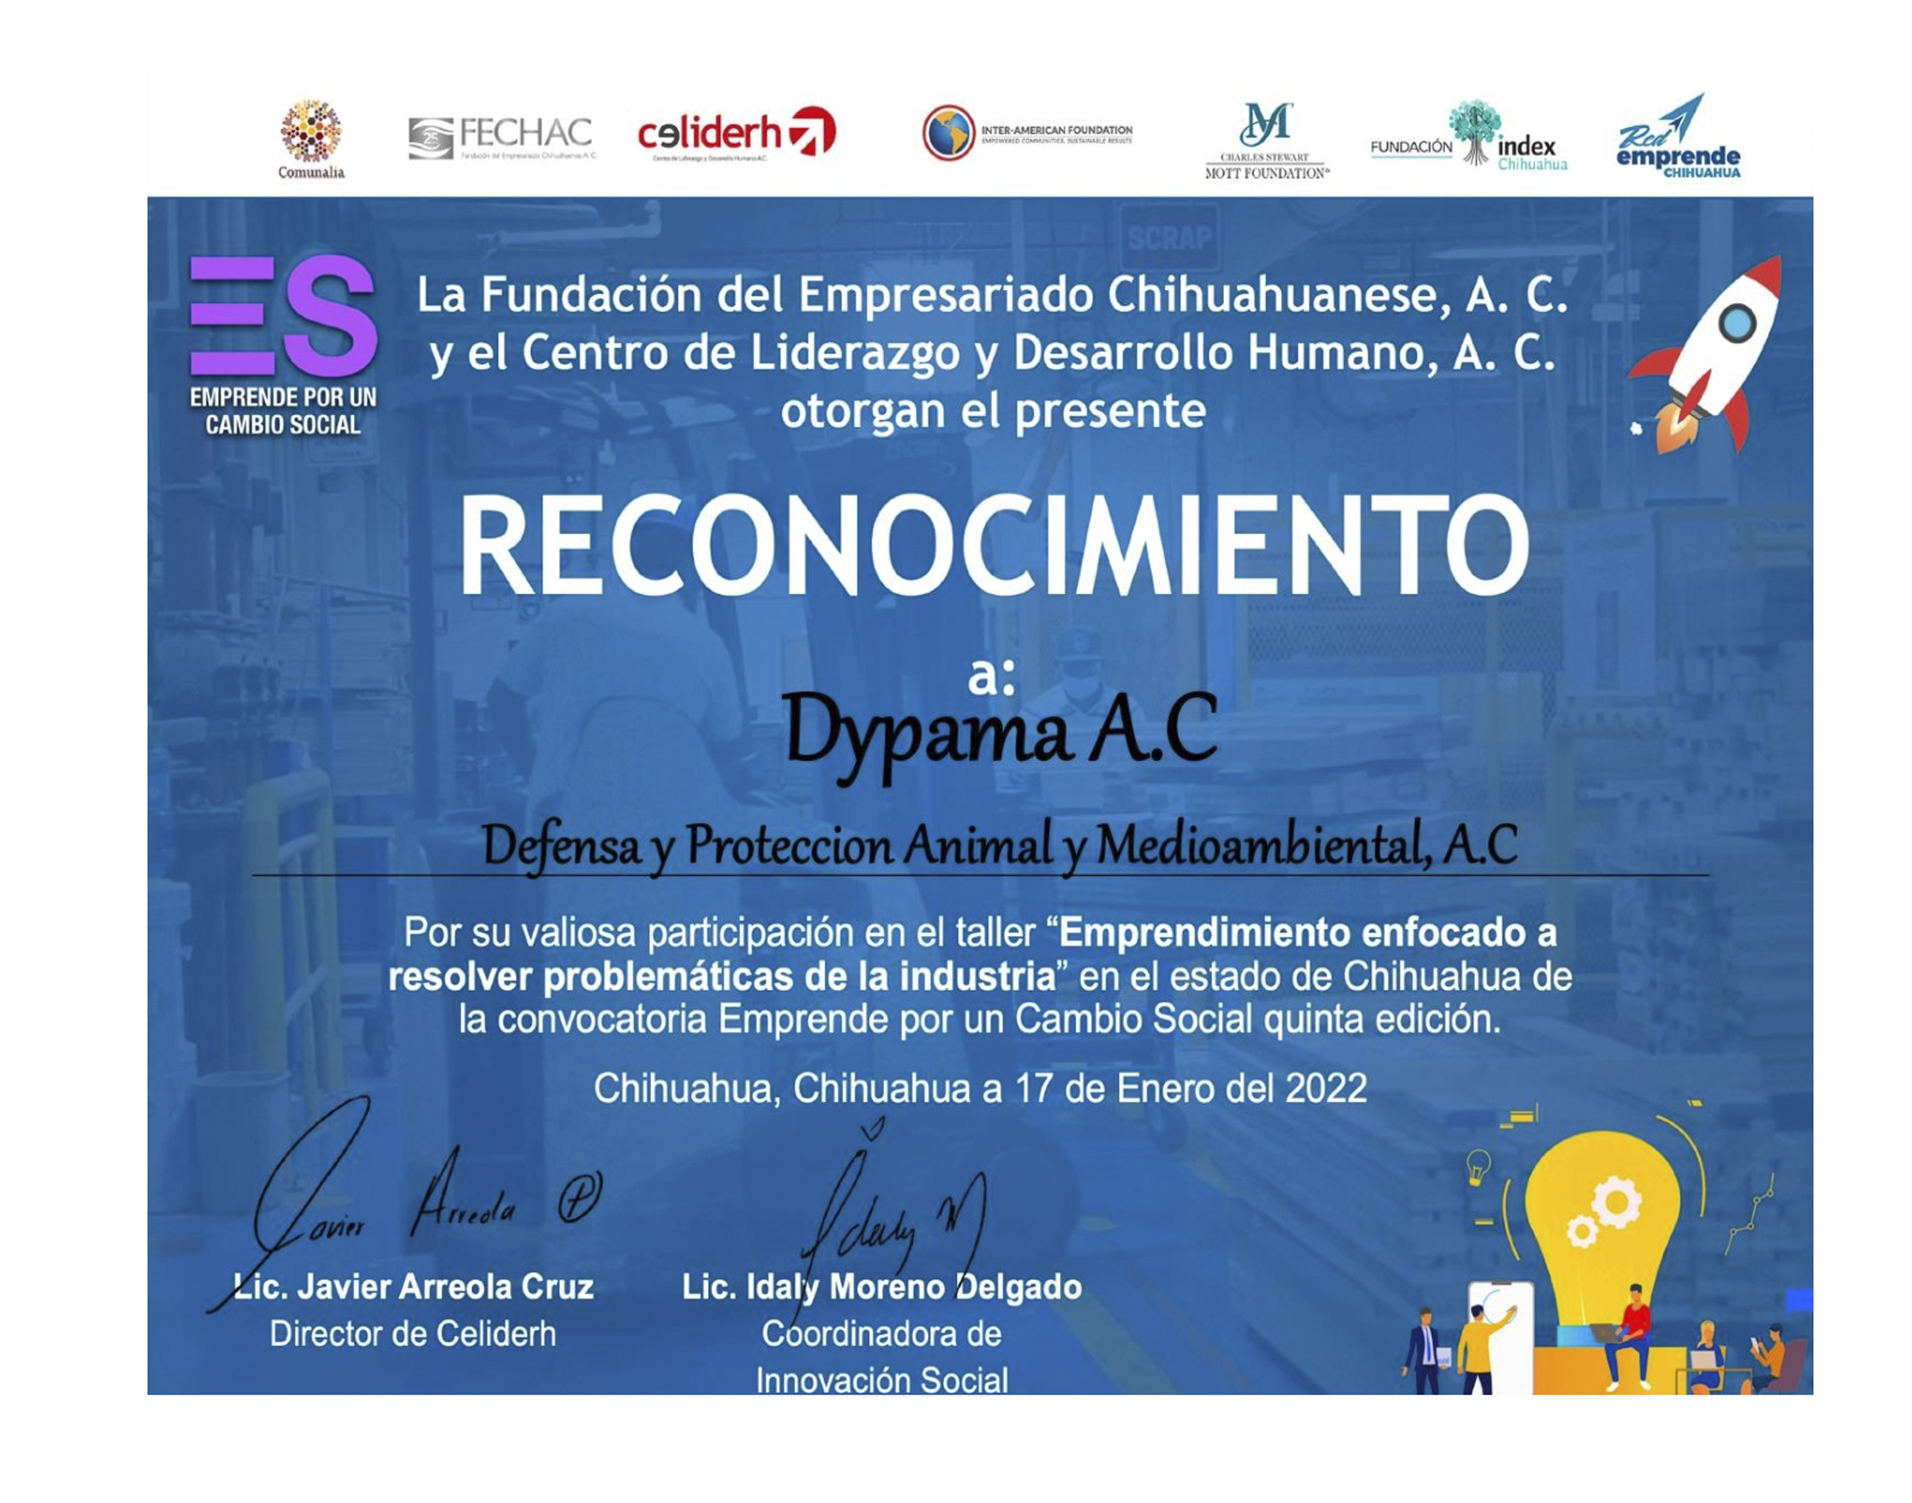 Comunalia
25 FECHAC
Fundación del Empresariado Chihuahuense, A.C.
celiderh
Centro de Liderazgo y Desarrollo Humano A.C.
INTER-AMERICAN FOUNDATION
EMPOWERED COMMUNITIES, SUSTAINABLE RESULTS
M
CHARLES STEWART
MOTT FOUNDATION®
FUNDACIÓN index
Chihuahua
Red
emprende
CHIHUAHUA
SCRAP
ES
EMPRENDE POR UN
CAMBIO SOCIAL
La Fundación del Empresariado Chihuahuanese, A. C.
y el Centro de Liderazgo y Desarrollo Humano, A. C.
otorgan el presente
RECONOCIMIENTO
a:
Dypama A.C
Defensa y Proteccion Animal y Medioambiental, A.C
Por su valiosa participación en el taller “Emprendimiento enfocado a
resolver problemáticas de la industria” en el estado de Chihuahua de
la convocatoria Emprende por un Cambio Social quinta edición.
Chihuahua, Chihuahua a 17 de Enero del 2022
Javier Arreola
Idaly M
Lic. Javier Arreola Cruz
Director de Celiderh
Lic. Idaly Moreno Delgado
Coordinadora de
Innovación Social